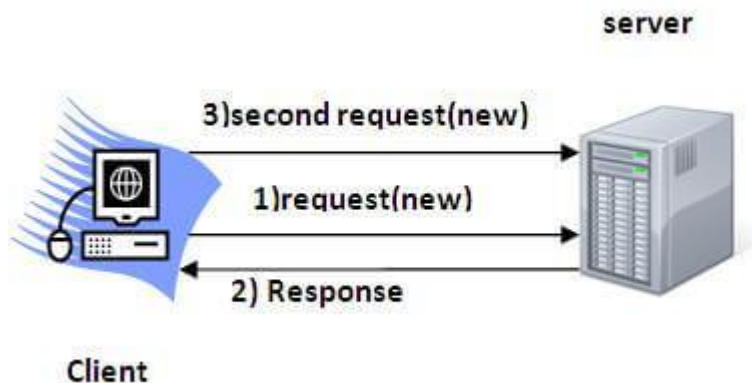 server
3)second request(new)
1)request(new)
2) Response
Client